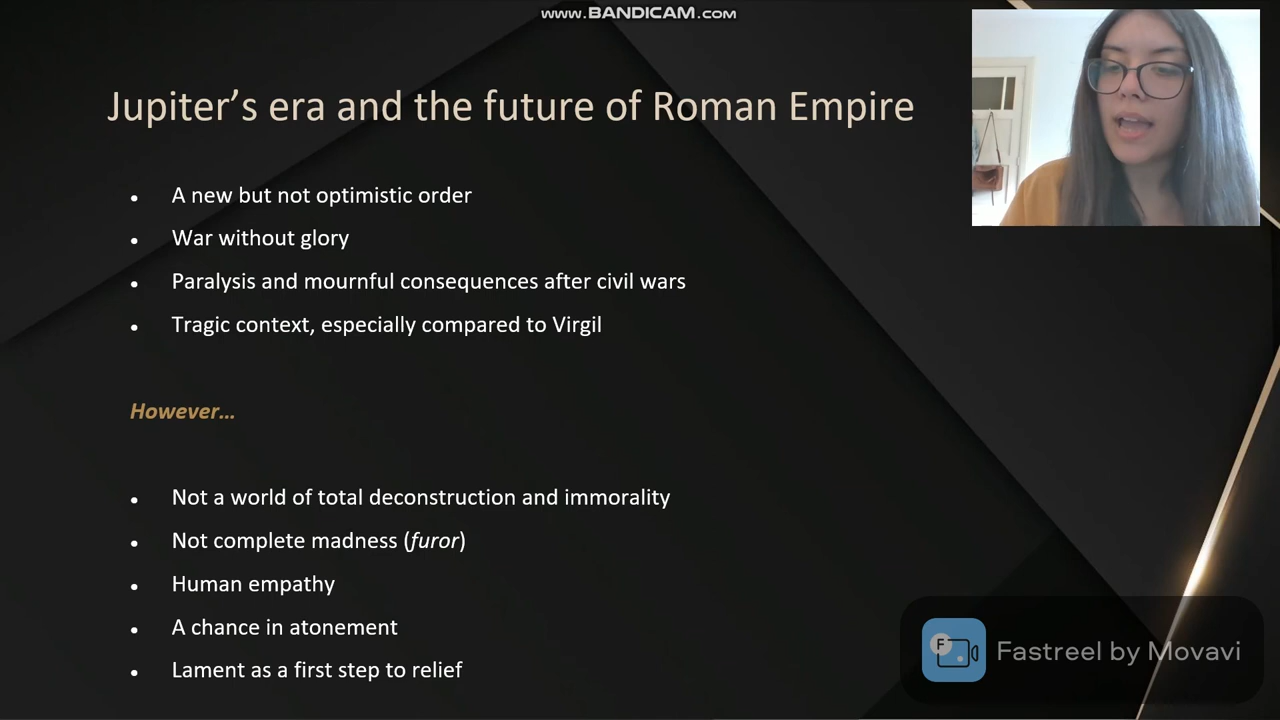 www.BANDICAM.com
Jupiter’s era and the future of Roman Empire
• A new but not optimistic order
• War without glory
• Paralysis and mournful consequences after civil wars
• Tragic context, especially compared to Virgil
However…
• Not a world of total deconstruction and immorality
• Not complete madness (furor)
• Human empathy
• A chance in atonement
• Lament as a first step to relief
F
Fastreel by Movavi